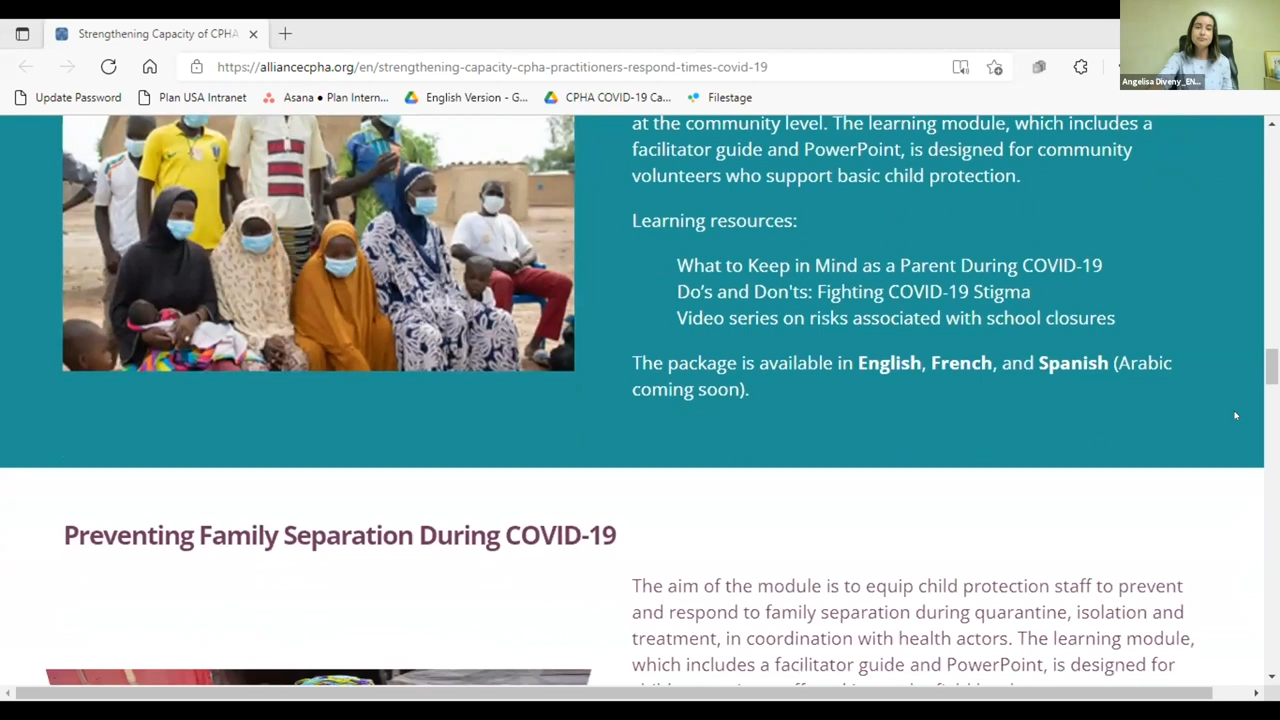 Strengthening Capacity of CPHA
https://alliancecpha.org/en/strengthening-capacity-cpha-practitioners-respond-times-covid-19
Angelisa Diveny_EN...
Update Password
Plan USA Intranet
Asana ● Plan Intern...
English Version - G...
CPHA COVID-19 Ca...
Filestage
at the community level. The learning module, which includes a
facilitator guide and PowerPoint, is designed for community
volunteers who support basic child protection.
Learning resources:
What to Keep in Mind as a Parent During COVID-19
Do's and Don'ts: Fighting COVID-19 Stigma
Video series on risks associated with school closures
The package is available in English, French, and Spanish (Arabic
coming soon).
Preventing Family Separation During COVID-19
The aim of the module is to equip child protection staff to prevent
and respond to family separation during quarantine, isolation and
treatment, in coordination with health actors. The learning module,
which includes a facilitator guide and PowerPoint, is designed for